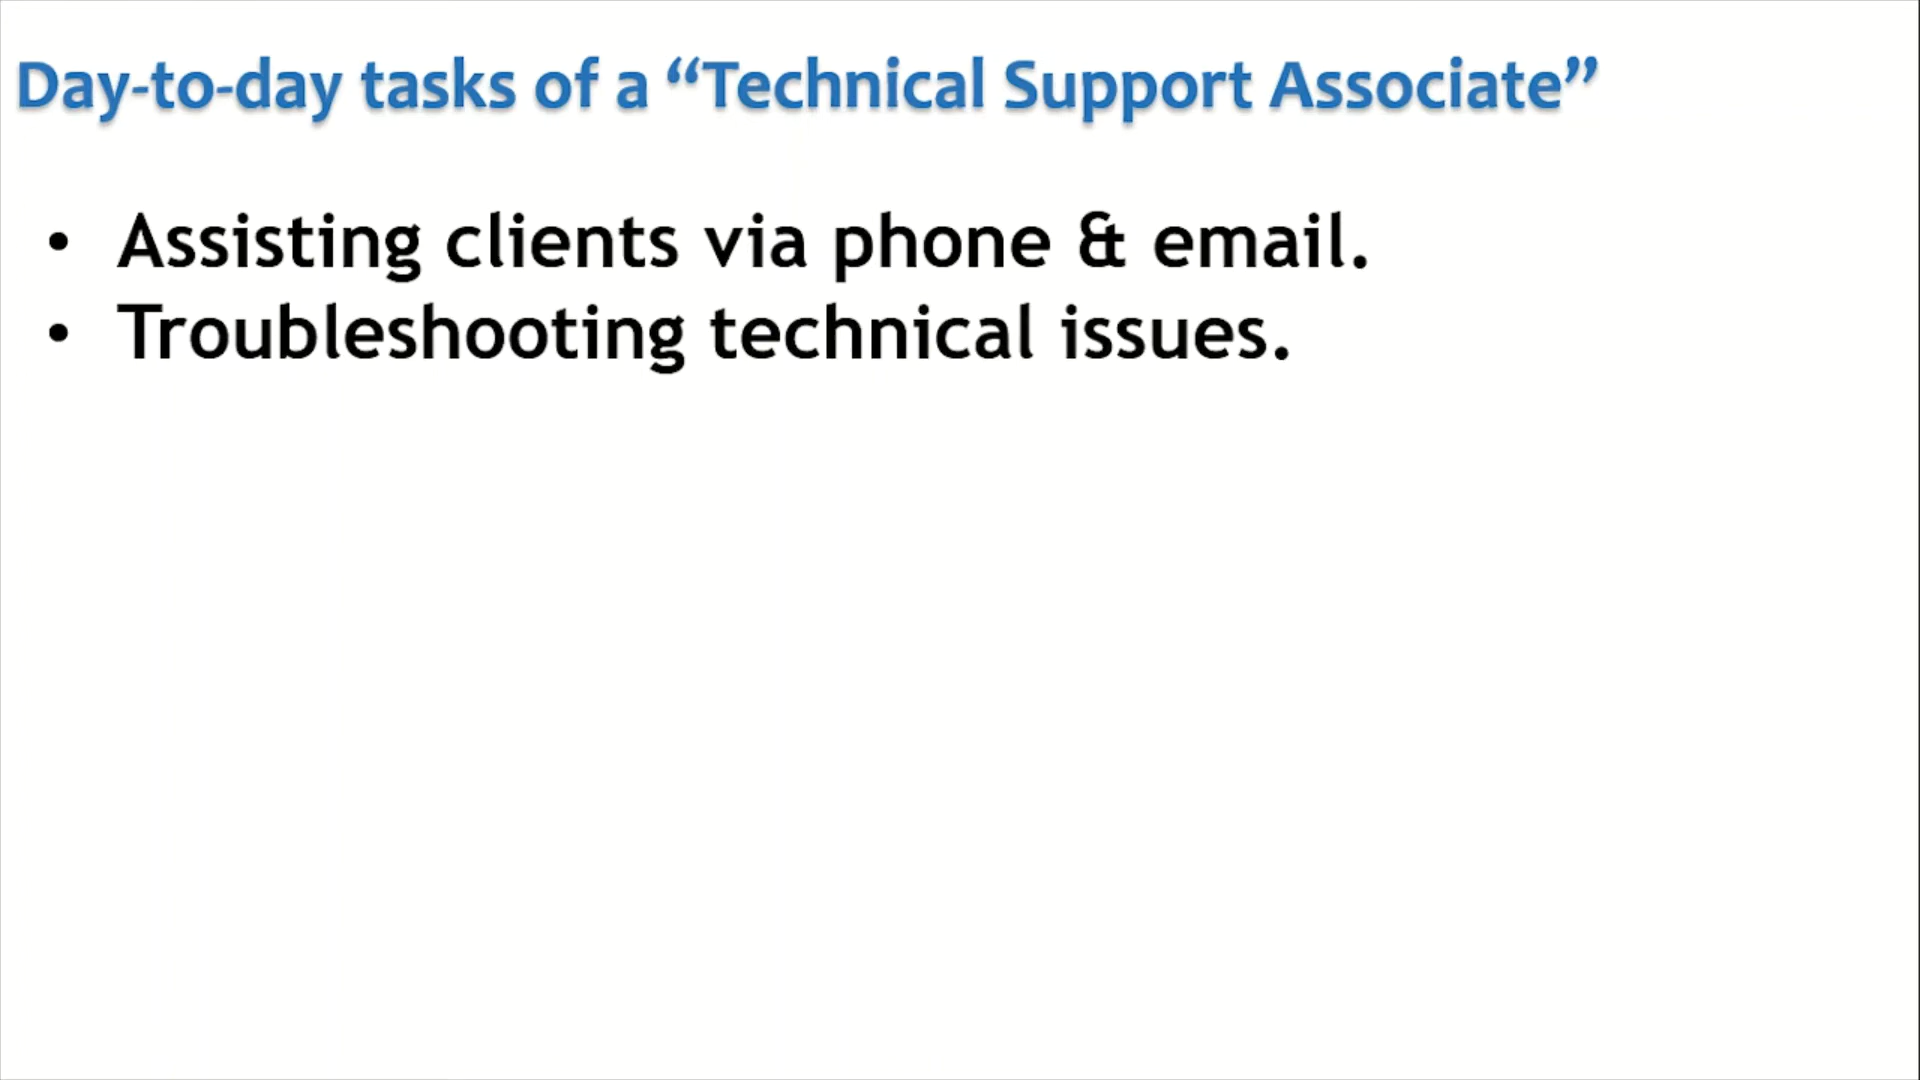 Day-to-day tasks of a “Technical Support Associate”
• Assisting clients via phone & email.
• Troubleshooting technical issues.